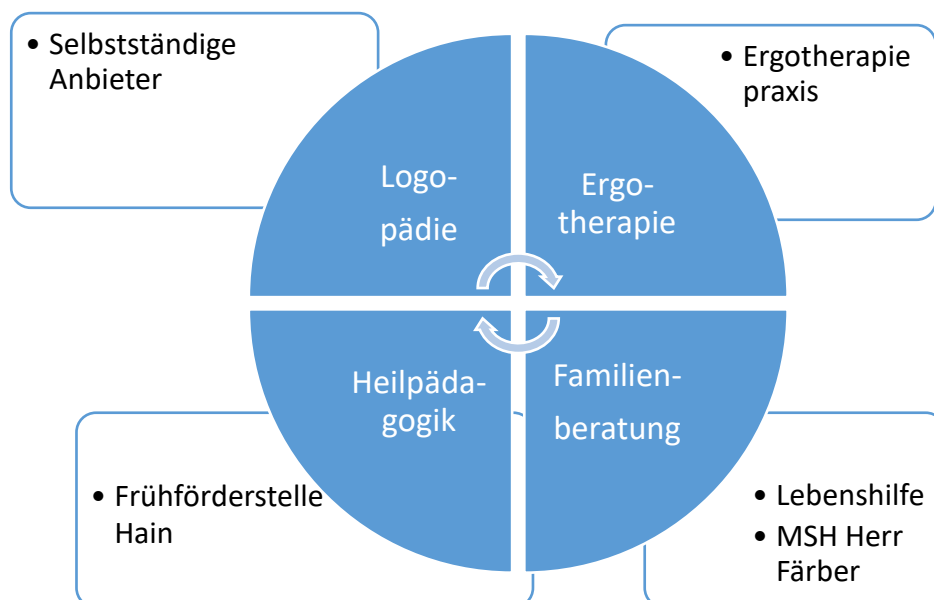 • Selbstständige
Anbieter
• Ergotherapie
praxis
Logo-
pädie
Ergo-
therapie
Heilpäda-
gogik
Familien-
beratung
• Frühförderstelle
Hain
• Lebenshilfe
• MSH Herr
Färber